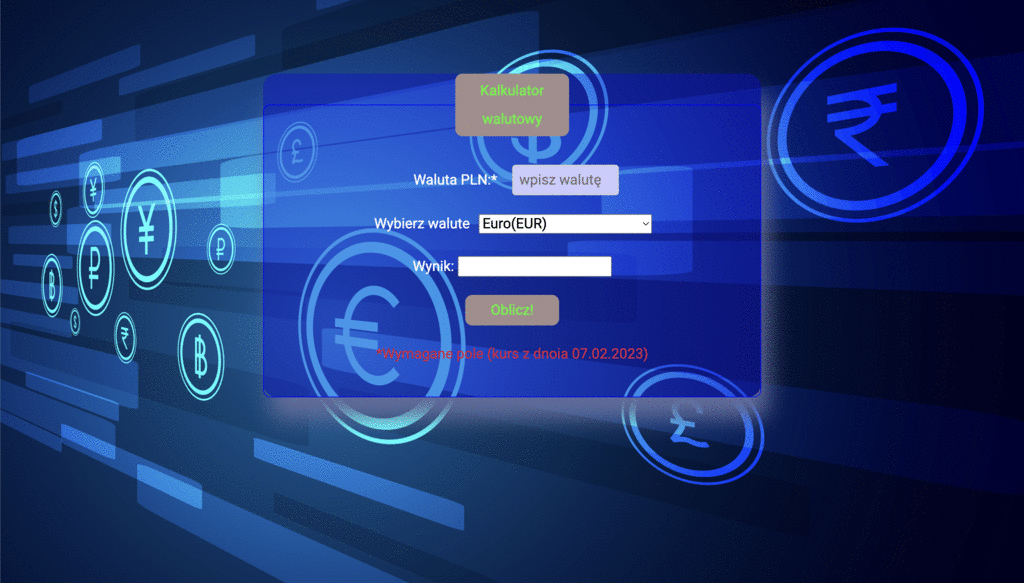 Kalkulator
walutowy
Waluta PLN:* wpisz walutę
Wybierz walute Euro(EUR)
Wynik:
Oblicz!
*Wymagane pole (kurs z dnoia 07.02.2023)